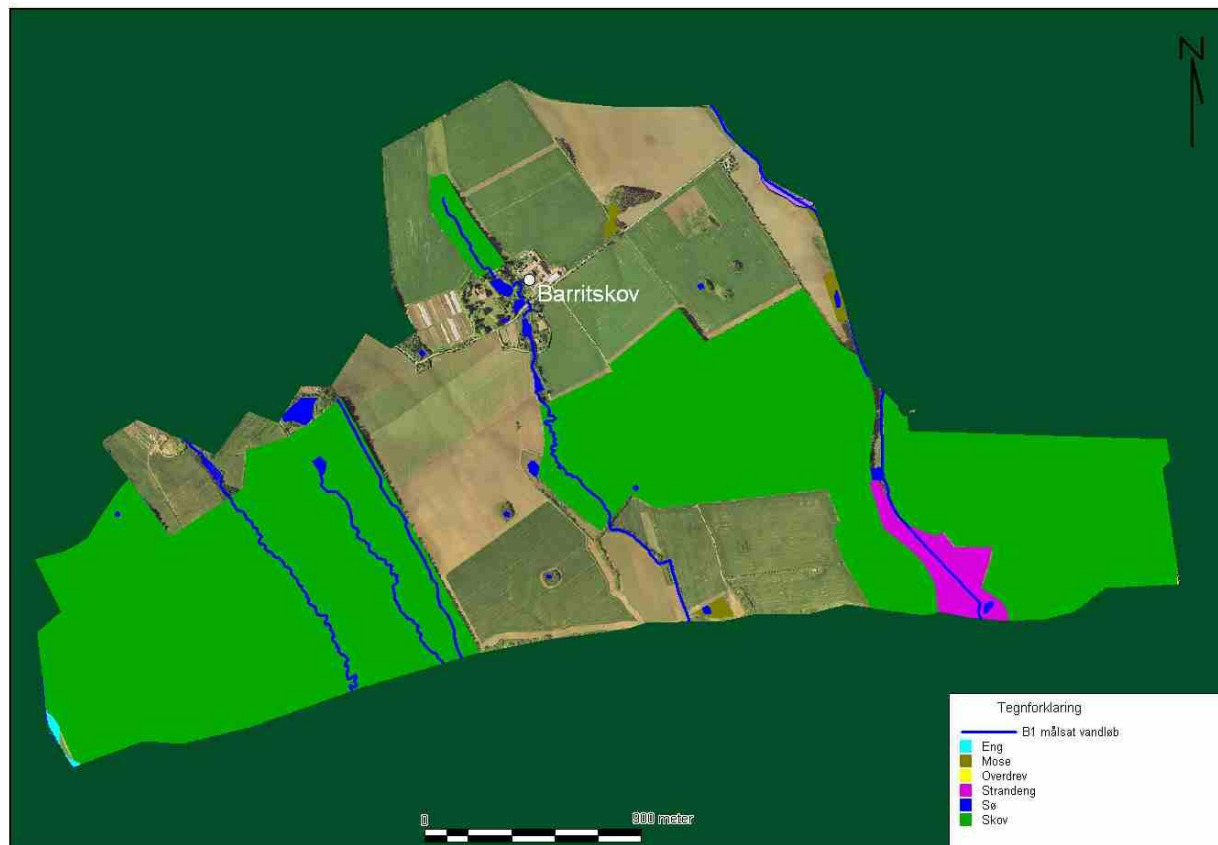 N
Barritskov
Tegnforklaring
B1 målsat vandløb
Eng
Mose
Overdrev
Strandeng
Sø
Skov
0 900 meter